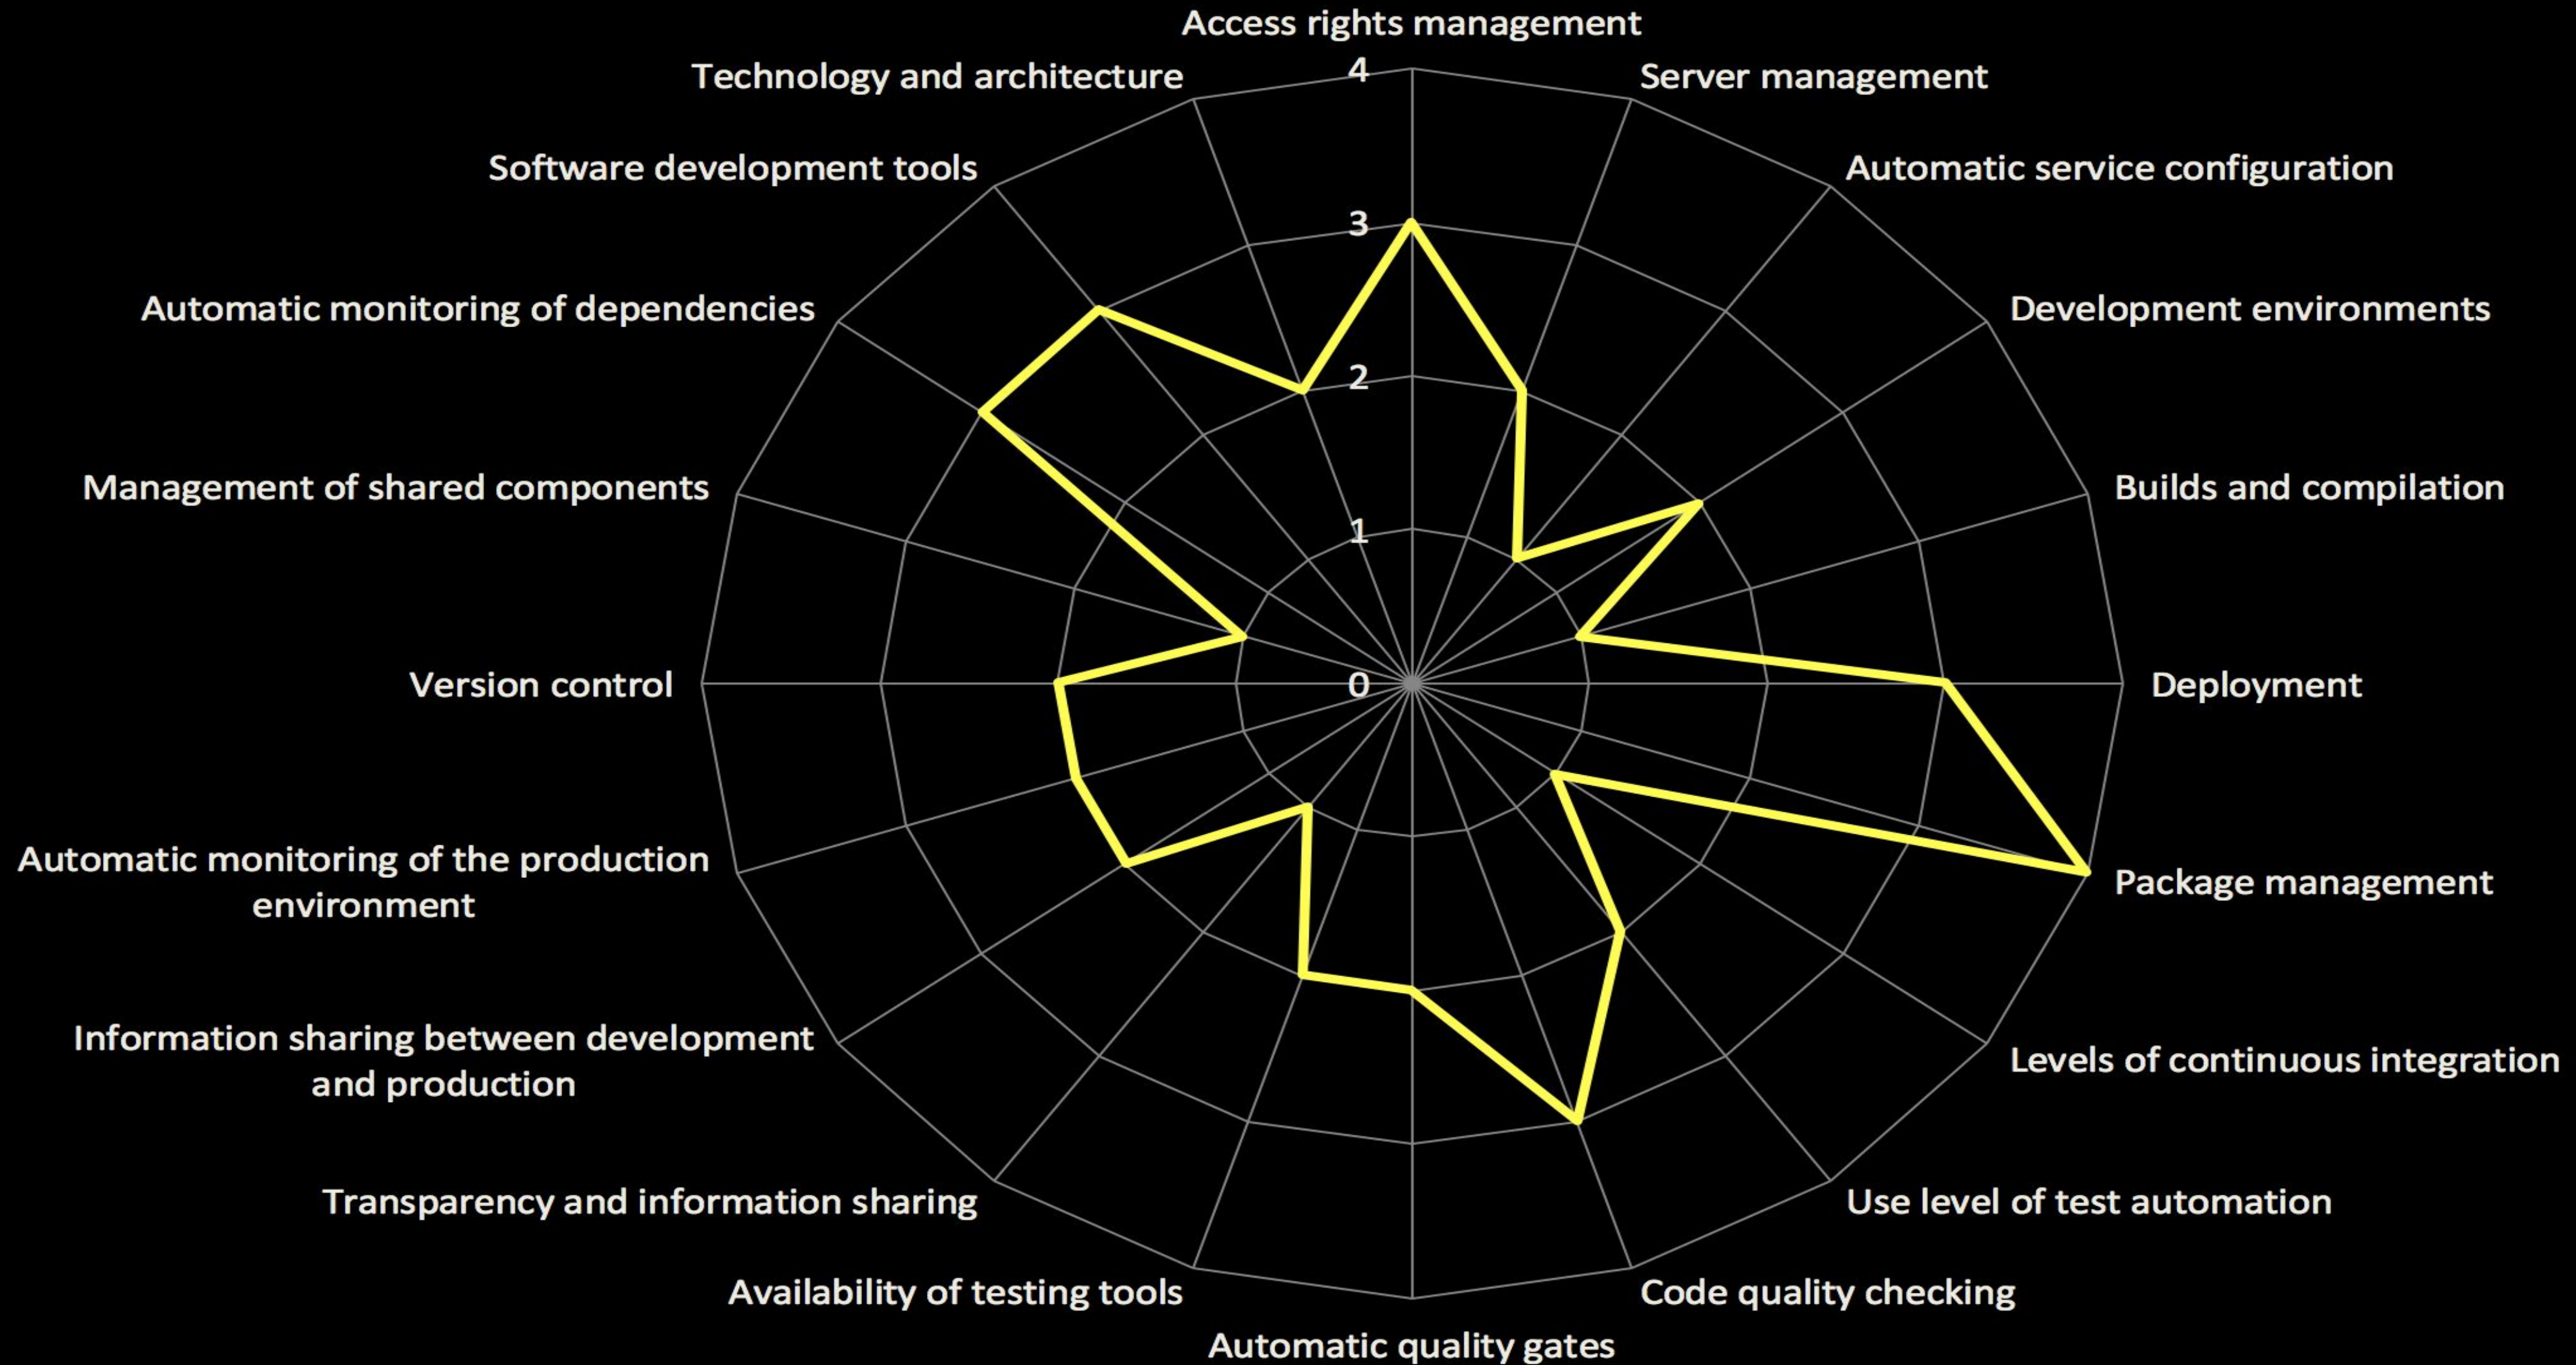 Access rights management
4
Technology and architecture
Server management
Software development tools
Automatic service configuration
3
Automatic monitoring of dependencies
Development environments
2
Management of shared components
Builds and compilation
1
Version control
0
Deployment
Automatic monitoring of the production
environment
Package management
Information sharing between development
and production
Levels of continuous integration
Transparency and information sharing
Use level of test automation
Availability of testing tools
Code quality checking
Automatic quality gates